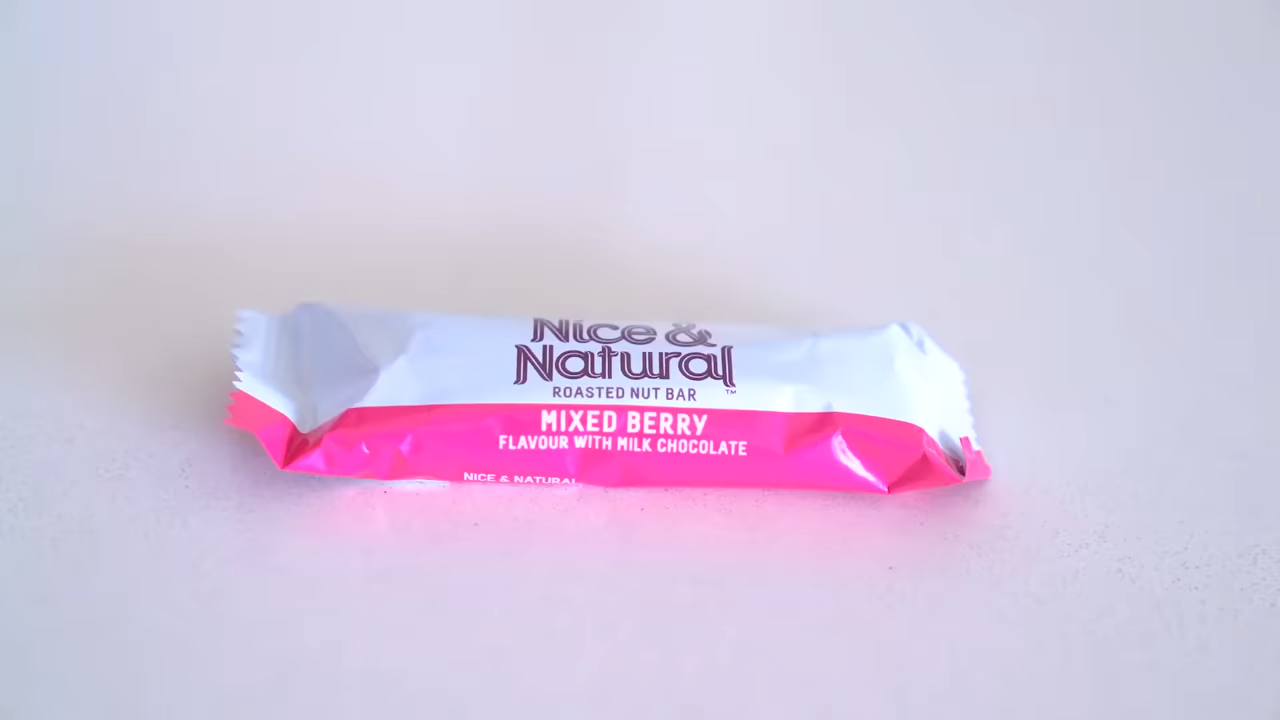 Nice &
Natural
ROASTED NUT BAR
™
MIXED BERRY
FLAVOUR WITH MILK CHOCOLATE
NICE & NATURAL